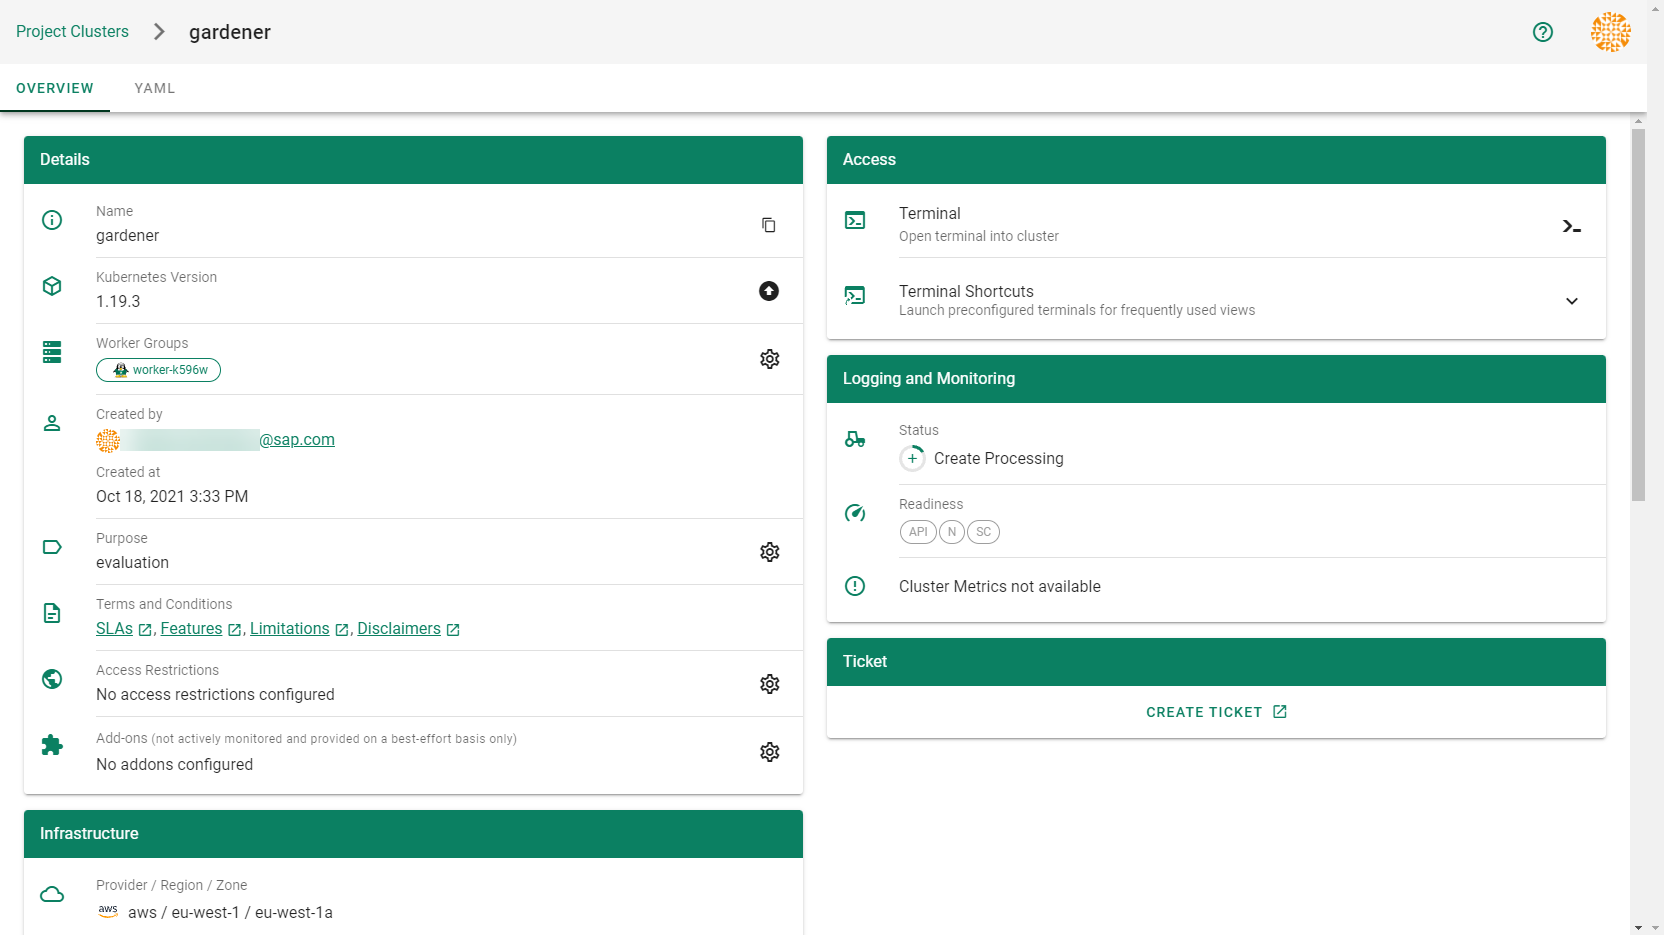 Project Clusters
gardener
OVERVIEW
YAML
Details
Name
gardener
Kubernetes Version
1.19.3
Worker Groups
worker-k596w
Created by
@sap.com
Created at
Oct 18, 2021 3:33 PM
Purpose
evaluation
Terms and Conditions
SLAs , Features , Limitations , Disclaimers
Access Restrictions
No access restrictions configured
Add-ons (not actively monitored and provided on a best-effort basis only)
No addons configured
Infrastructure
Provider / Region / Zone
aws aws / eu-west-1 / eu-west-1a
Access
Terminal
Open terminal into cluster
Terminal Shortcuts
Launch preconfigured terminals for frequently used views
Logging and Monitoring
Status
Create Processing
Readiness
API N SC
Cluster Metrics not available
Ticket
CREATE TICKET